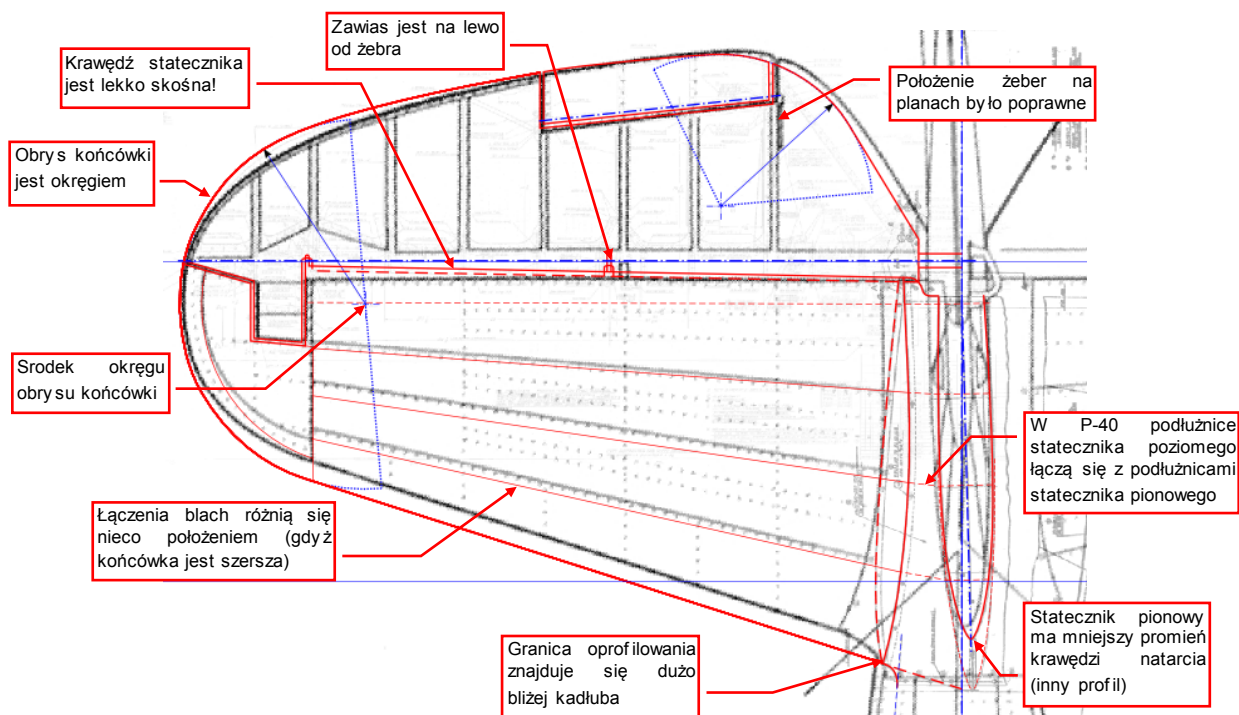 Zawias jest na lewo
od żebra
Krawędź statecznika
jest lekko skośna!
Położenie żeber na
planach było poprawne
Obrys końcówki
jest okręgiem
Srodek okręgu
obrysu końcówki
W P-40 podłużnice
statecznika poziomego
łączą się z podłużnicami
statecznika pionowego
Łączenia blach różnią się
nieco położeniem (gdyż
końcówka jest szersza)
Statecznik pionowy
ma mniejszy promień
krawędzi natarcia
(inny profil)
Granica oprofilowania
znajduje się dużo
bliżej kadłuba